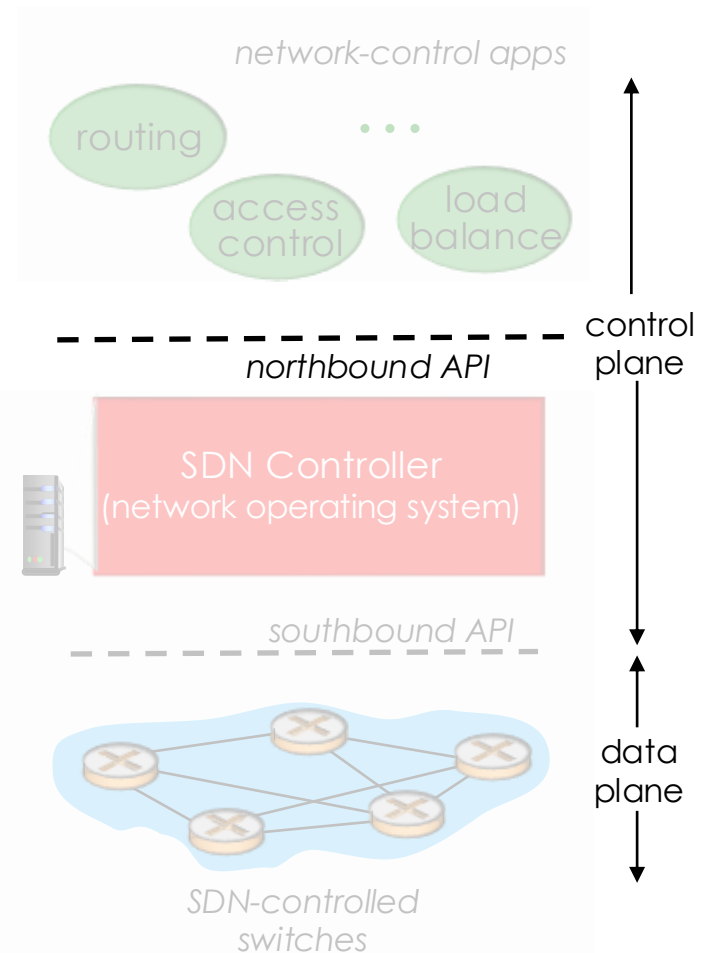 network-control apps
routing
...
access
control
load
balance
control
plane
northbound API
SDN Controller
(network operating system)
southbound API
data
plane
SDN-controlled
switches